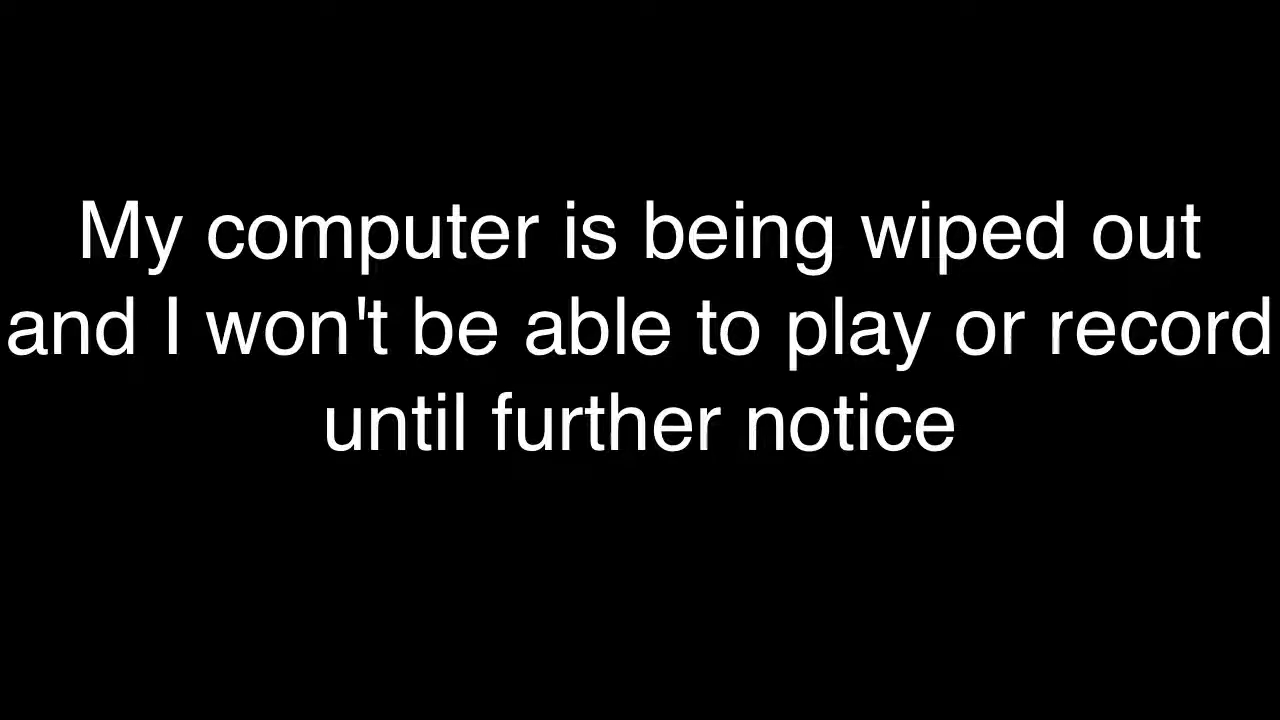 My computer is being wiped out
and I won't be able to play or record
until further notice